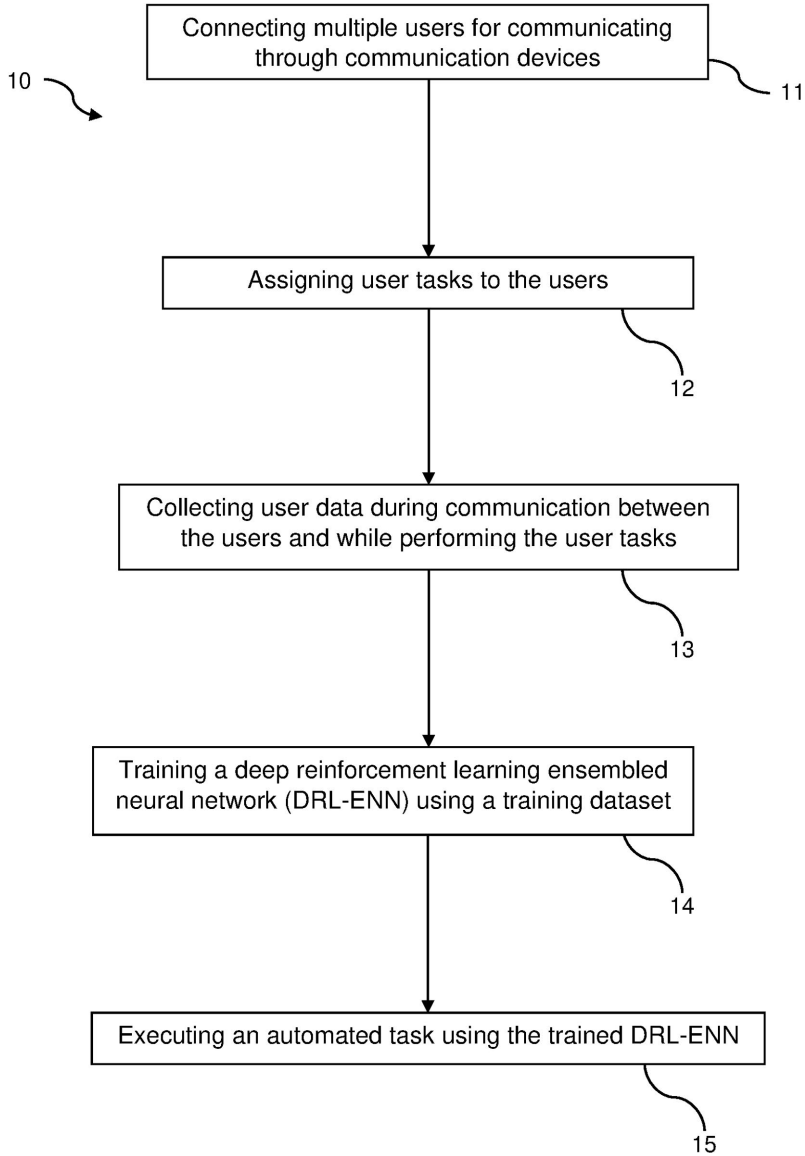 Connecting multiple users for communicating
through communication devices
10
11
Assigning user tasks to the users
12
Collecting user data during communication between
the users and while performing the user tasks
13
Training a deep reinforcement learning ensembled
neural network (DRL-ENN) using a training dataset
14
Executing an automated task using the trained DRL-ENN
15